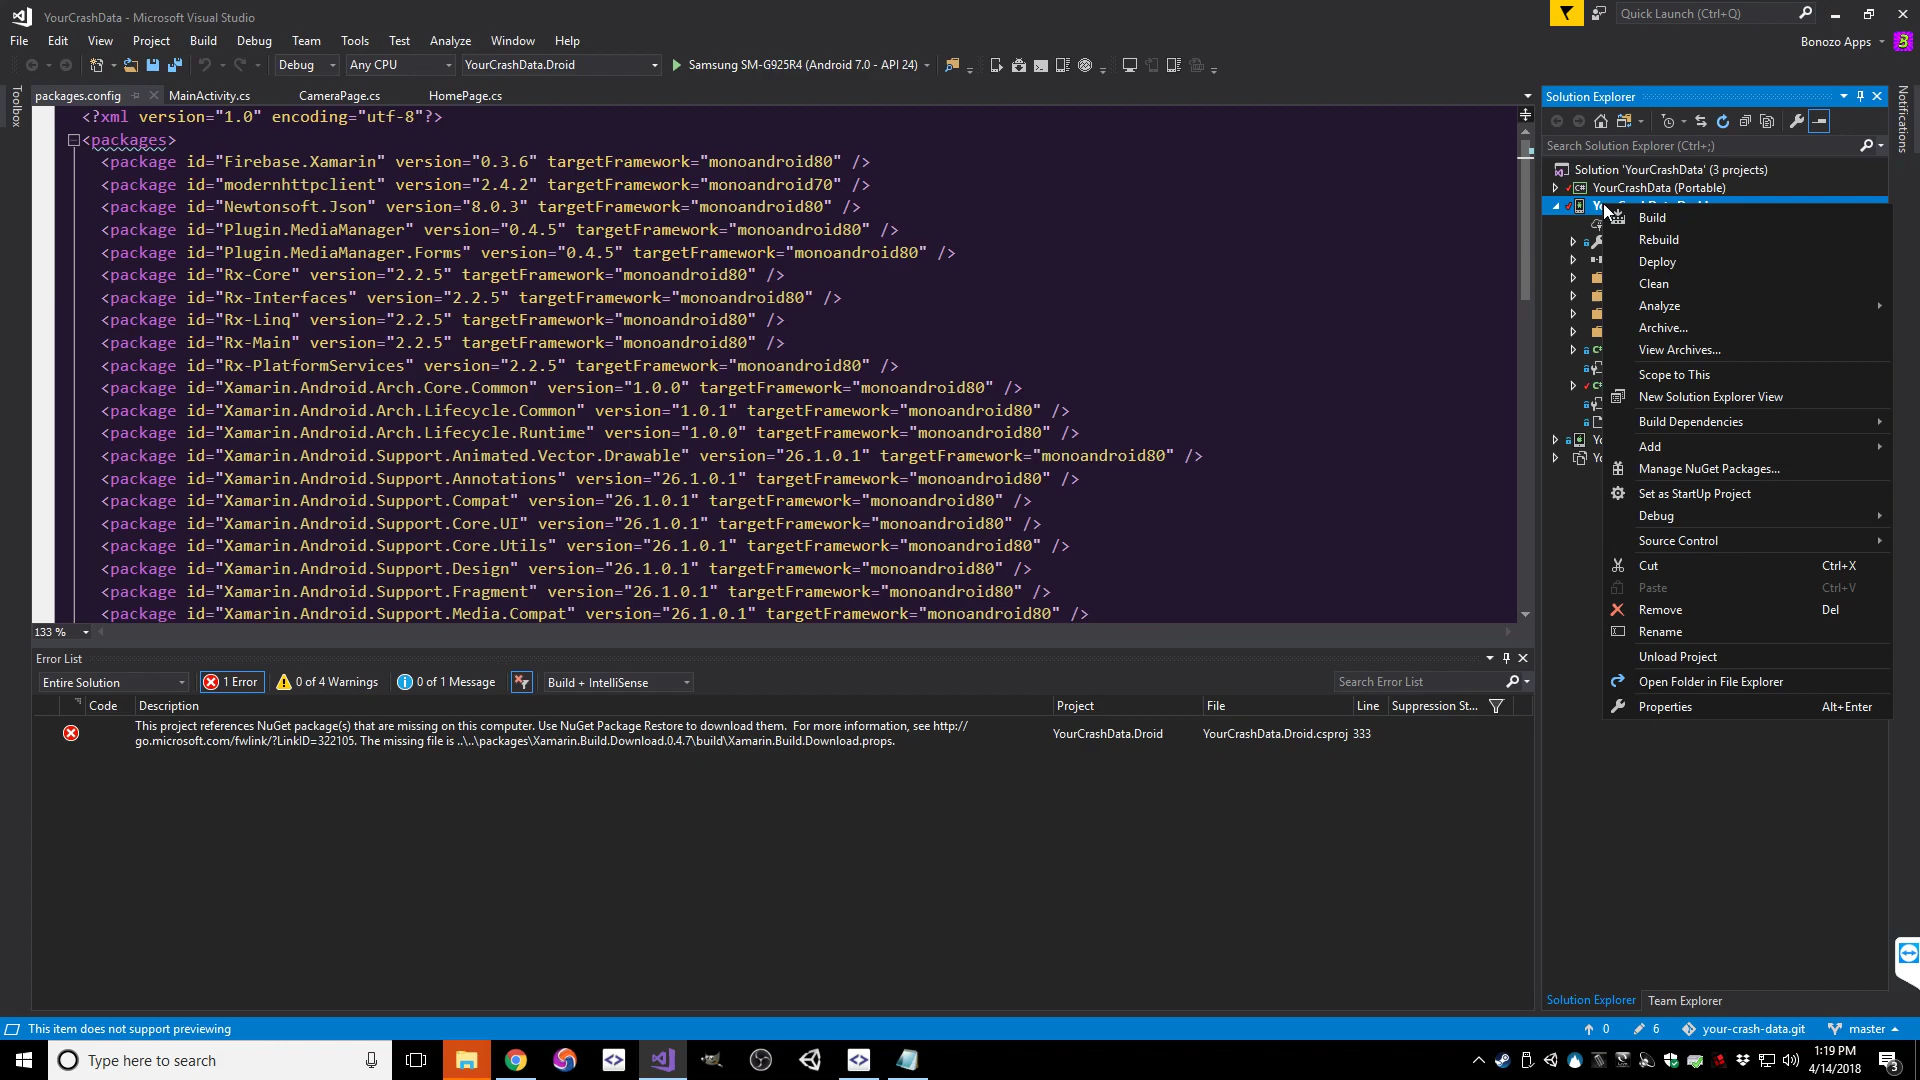 YourCrashData - Microsoft Visual Studio
Quick Launch (Ctrl+Q)
File Edit View Project Build Debug Team Tools Test Analyze Window Help
Bonozo Apps
Debug Any CPU YourCrashData.Droid Samsung SM-G925R4 (Android 7.0 - API 24)
Toolbox
packages.config MainActivity.cs CameraPage.cs HomePage.cs
<?xml version="1.0" encoding="utf-8"?>
<packages>
<package id="Firebase.Xamarin" version="0.3.6" targetFramework="monoandroid80" />
<package id="modernhttpclient" version="2.4.2" targetFramework="monoandroid70" />
<package id="Newtonsoft.Json" version="8.0.3" targetFramework="monoandroid80" />
<package id="Plugin.MediaManager" version="0.4.5" targetFramework="monoandroid80" />
<package id="Plugin.MediaManager.Forms" version="0.4.5" targetFramework="monoandroid80" />
<package id="Rx-Core" version="2.2.5" targetFramework="monoandroid80" />
<package id="Rx-Interfaces" version="2.2.5" targetFramework="monoandroid80" />
<package id="Rx-Linq" version="2.2.5" targetFramework="monoandroid80" />
<package id="Rx-Main" version="2.2.5" targetFramework="monoandroid80" />
<package id="Rx-PlatformServices" version="2.2.5" targetFramework="monoandroid80" />
<package id="Xamarin.Android.Arch.Core.Common" version="1.0.0" targetFramework="monoandroid80" />
<package id="Xamarin.Android.Arch.Lifecycle.Common" version="1.0.1" targetFramework="monoandroid80" />
<package id="Xamarin.Android.Arch.Lifecycle.Runtime" version="1.0.0" targetFramework="monoandroid80" />
<package id="Xamarin.Android.Support.Animated.Vector.Drawable" version="26.1.0.1" targetFramework="monoandroid80" />
<package id="Xamarin.Android.Support.Annotations" version="26.1.0.1" targetFramework="monoandroid80" />
<package id="Xamarin.Android.Support.Compat" version="26.1.0.1" targetFramework="monoandroid80" />
<package id="Xamarin.Android.Support.Core.UI" version="26.1.0.1" targetFramework="monoandroid80" />
<package id="Xamarin.Android.Support.Core.Utils" version="26.1.0.1" targetFramework="monoandroid80" />
<package id="Xamarin.Android.Support.Design" version="26.1.0.1" targetFramework="monoandroid80" />
<package id="Xamarin.Android.Support.Fragment" version="26.1.0.1" targetFramework="monoandroid80" />
<package id="Xamarin.Android.Support.Media.Compat" version="26.1.0.1" targetFramework="monoandroid80" />
133 %
Error List
Entire Solution 1 Error 0 of 4 Warnings 0 of 1 Message Build + IntelliSense Search Error List
Code Description Project File Line Suppression St...
This project references NuGet package(s) that are missing on this computer. Use NuGet Package Restore to download them.  For more information, see http://
go.microsoft.com/fwlink/?LinkID=322105. The missing file is ..\..\packages\Xamarin.Build.Download.0.4.7\build\Xamarin.Build.Download.props.
YourCrashData.Droid YourCrashData.Droid.csproj 333
Solution Explorer
Notifications
Search Solution Explorer (Ctrl+;)
Solution 'YourCrashData' (3 projects)
C# YourCrashData (Portable)
Build
Rebuild
Deploy
Clean
Analyze
Archive...
View Archives...
Scope to This
New Solution Explorer View
Build Dependencies
Add
Manage NuGet Packages...
Set as StartUp Project
Debug
Source Control
Cut Ctrl+X
Paste Ctrl+V
Remove Del
Rename
Unload Project
Open Folder in File Explorer
Properties Alt+Enter
Solution Explorer Team Explorer
This item does not support previewing
0 6 your-crash-data.git master
Type here to search
1:19 PM
4/14/2018
3